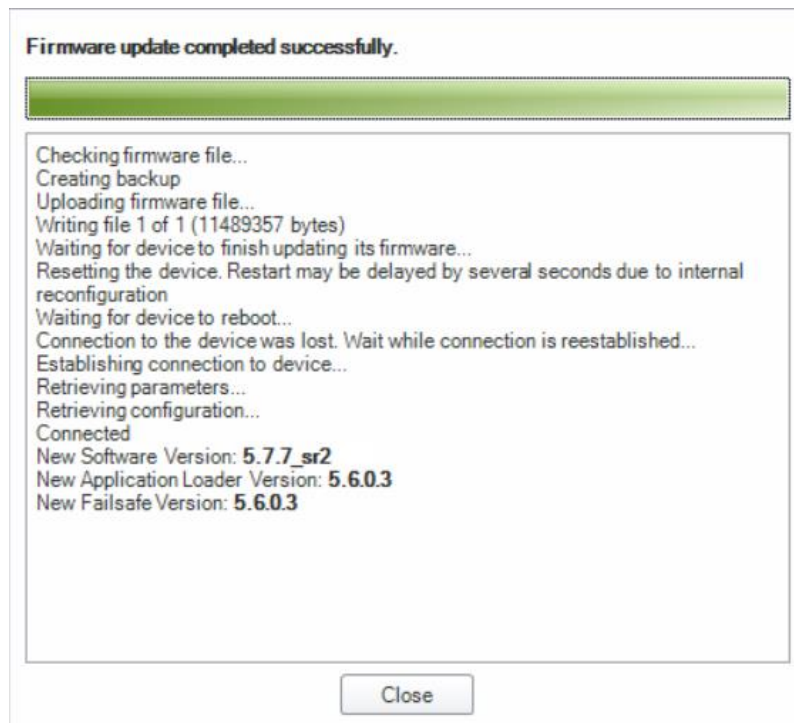 Firmware update completed successfully.
Checking firmware file...
Creating backup
Uploading firmware file...
Writing file 1 of 1 (11489357 bytes)
Waiting for device to finish updating its firmware...
Resetting the device. Restart may be delayed by several seconds due to internal
reconfiguration
Waiting for device to reboot...
Connection to the device was lost. Wait while connection is reestablished...
Establishing connection to device...
Retrieving parameters...
Retrieving configuration...
Connected
New Software Version: 5.7.7_sr2
New Application Loader Version: 5.6.0.3
New Failsafe Version: 5.6.0.3
Close